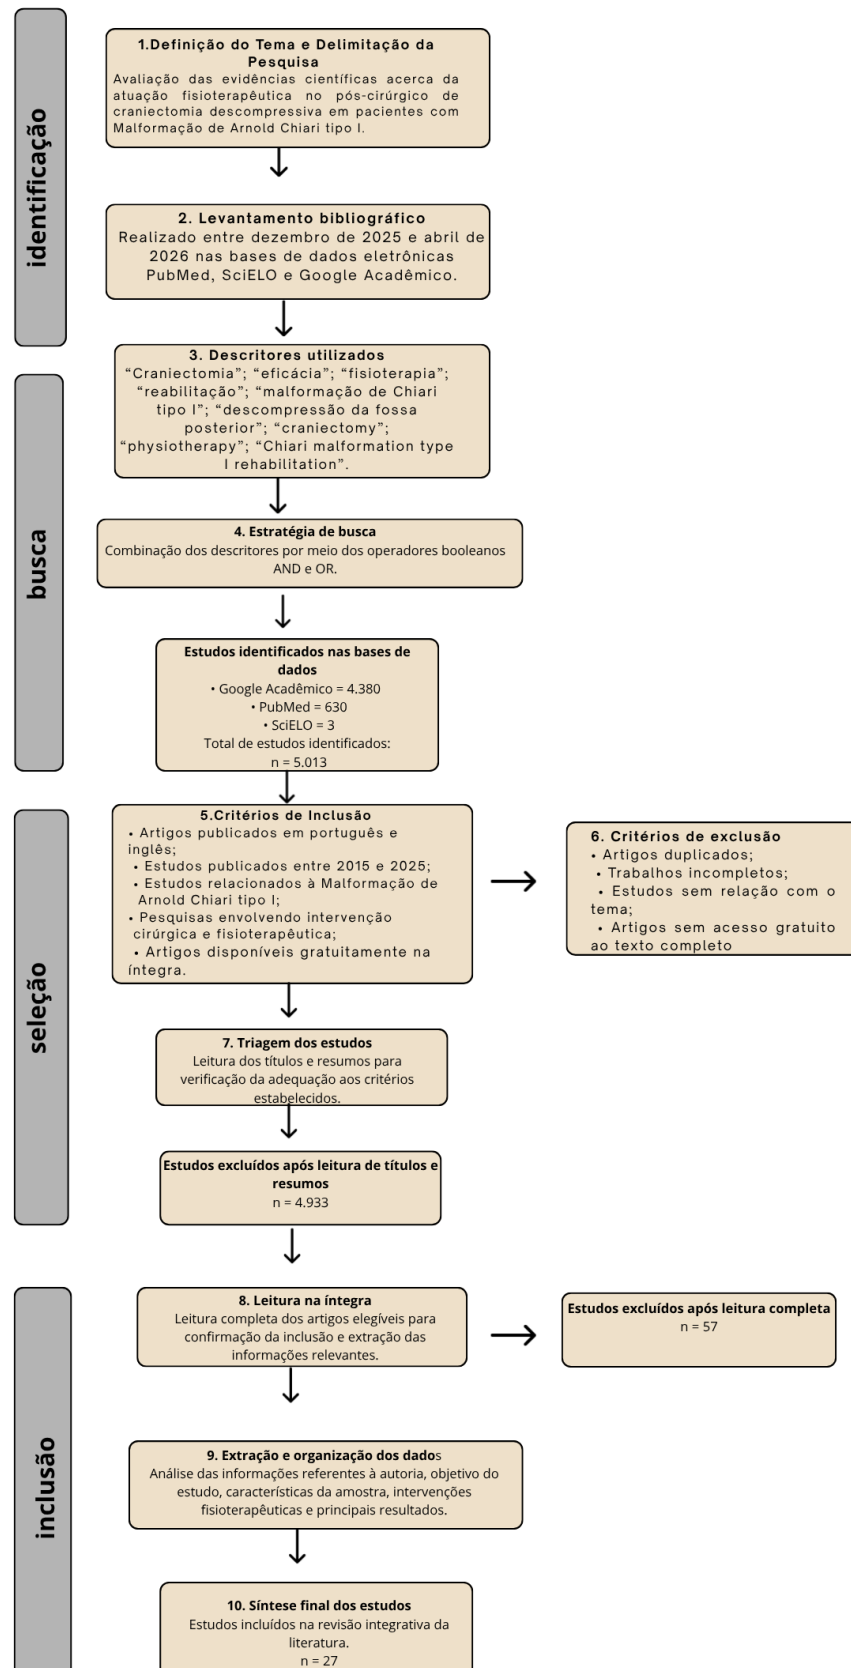 identificação
1.Definição do Tema e Delimitação da
Pesquisa
Avaliação das evidências científicas acerca da
atuação fisioterapêutica no pós-cirúrgico de
craniectomia descompressiva em pacientes com
Malformação de Arnold Chiari tipo I.
2. Levantamento bibliográfico
Realizado entre dezembro de 2025 e abril de
2026 nas bases de dados eletrônicas
PubMed, SciELO e Google Acadêmico.
busca
3. Descritores utilizados
“Craniectomia”; “eficácia”; “fisioterapia”;
“reabilitação”; “malformação de Chiari
tipo I”; “descompressão da fossa
posterior”; “craniectomy”;
“physiotherapy”; “Chiari malformation type
I rehabilitation”.
4. Estratégia de busca
Combinação dos descritores por meio dos operadores booleanos
AND e OR.
Estudos identificados nas bases de
dados
• Google Acadêmico = 4.380
• PubMed = 630
• SciELO = 3
Total de estudos identificados:
n = 5.013
seleção
5.Critérios de Inclusão
• Artigos publicados em português e
inglês;
• Estudos publicados entre 2015 e 2025;
• Estudos relacionados à Malformação de
Arnold Chiari tipo I;
• Pesquisas envolvendo intervenção
cirúrgica e fisioterapêutica;
• Artigos disponíveis gratuitamente na
íntegra.
6. Critérios de exclusão
• Artigos duplicados;
• Trabalhos incompletos;
• Estudos sem relação com o
tema;
• Artigos sem acesso gratuito
ao texto completo
7. Triagem dos estudos
Leitura dos títulos e resumos para
verificação da adequação aos critérios
estabelecidos.
Estudos excluídos após leitura de títulos e
resumos
n = 4.933
inclusão
8. Leitura na íntegra
Leitura completa dos artigos elegíveis para
confirmação da inclusão e extração das
informações relevantes.
Estudos excluídos após leitura completa
n = 57
9. Extração e organização dos dados
Análise das informações referentes à autoria, objetivo do
estudo, características da amostra, intervenções
fisioterapêuticas e principais resultados.
10. Síntese final dos estudos
Estudos incluídos na revisão integrativa da
literatura.
n = 27